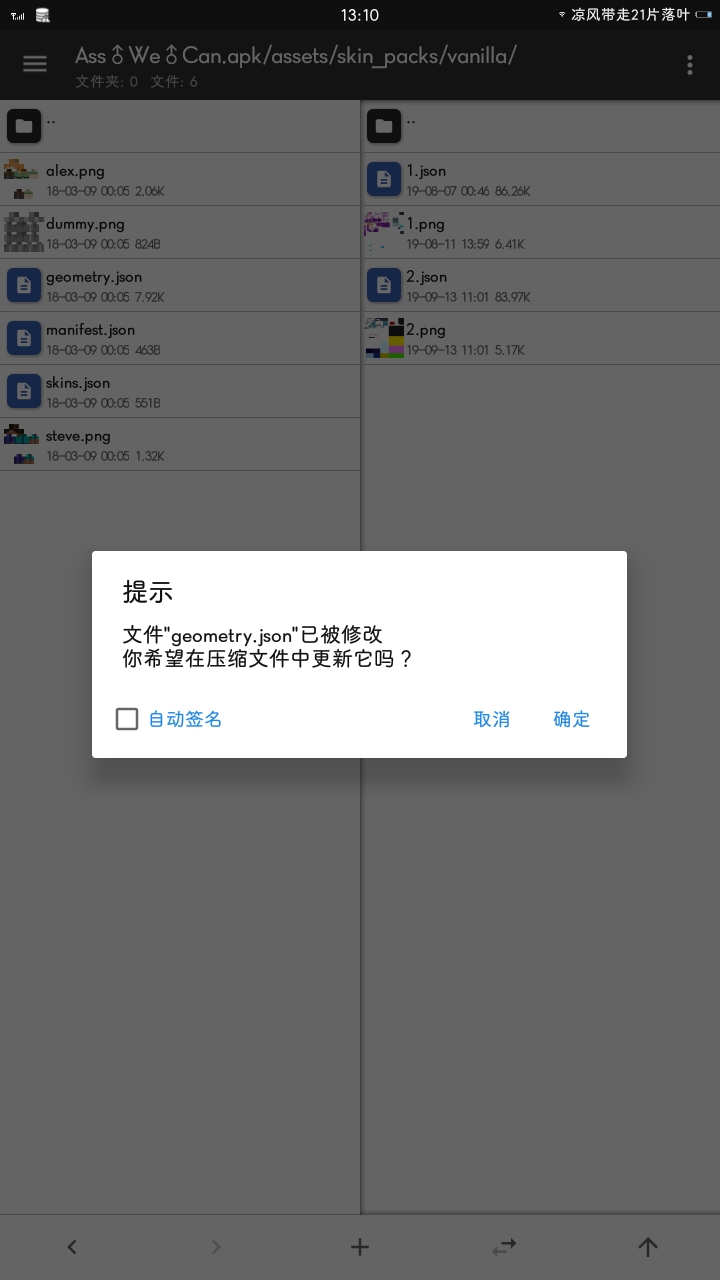 13:10
凉风带走21片落叶
Ass♂We♂Can.apk/assets/skin_packs/vanilla/
文件夹: 0 文件: 6
..
alex.png
18-03-09 00:05 2.06K
dummy.png
18-03-09 00:05 824B
geometry.json
18-03-09 00:05 7.92K
manifest.json
18-03-09 00:05 463B
skins.json
18-03-09 00:05 551B
steve.png
18-03-09 00:05 1.32K
..
1.json
19-08-07 00:46 86.26K
1.png
19-08-11 13:59 6.41K
2.json
19-09-13 11:01 83.97K
2.png
19-09-13 11:01 5.17K
提示
文件"geometry.json"已被修改
你希望在压缩文件中更新它吗？
自动签名
取消
确定